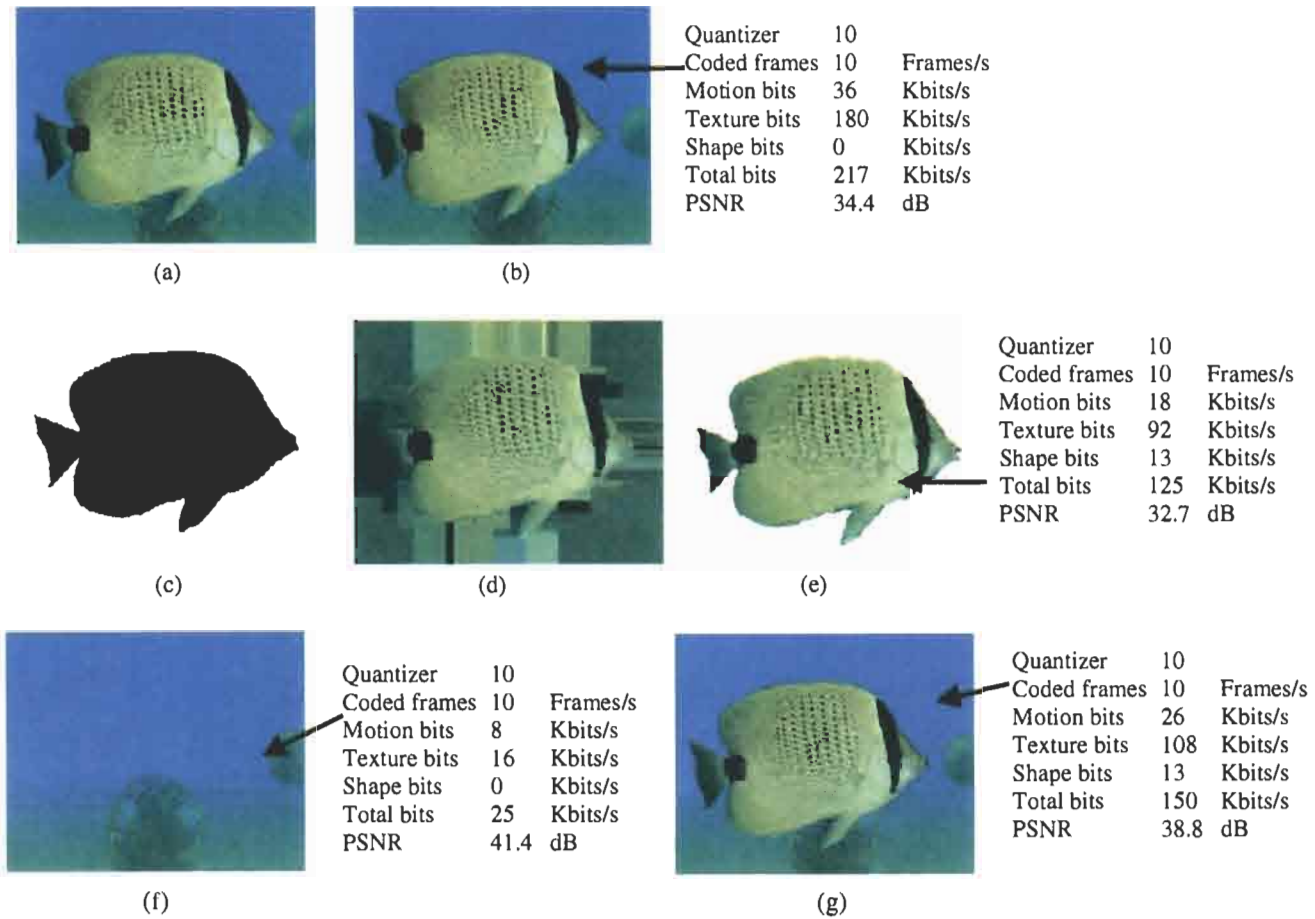 Quantizer 10
Coded frames 10 Frames/s
Motion bits 36 Kbits/s
Texture bits 180 Kbits/s
Shape bits 0 Kbits/s
Total bits 217 Kbits/s
PSNR 34.4 dB
(a)
(b)
Quantizer 10
Coded frames 10 Frames/s
Motion bits 18 Kbits/s
Texture bits 92 Kbits/s
Shape bits 13 Kbits/s
Total bits 125 Kbits/s
PSNR 32.7 dB
(c)
(d)
(e)
Quantizer 10
Coded frames 10 Frames/s
Motion bits 8 Kbits/s
Texture bits 16 Kbits/s
Shape bits 0 Kbits/s
Total bits 25 Kbits/s
PSNR 41.4 dB
Quantizer 10
Coded frames 10 Frames/s
Motion bits 26 Kbits/s
Texture bits 108 Kbits/s
Shape bits 13 Kbits/s
Total bits 150 Kbits/s
PSNR 38.8 dB
(f)
(g)